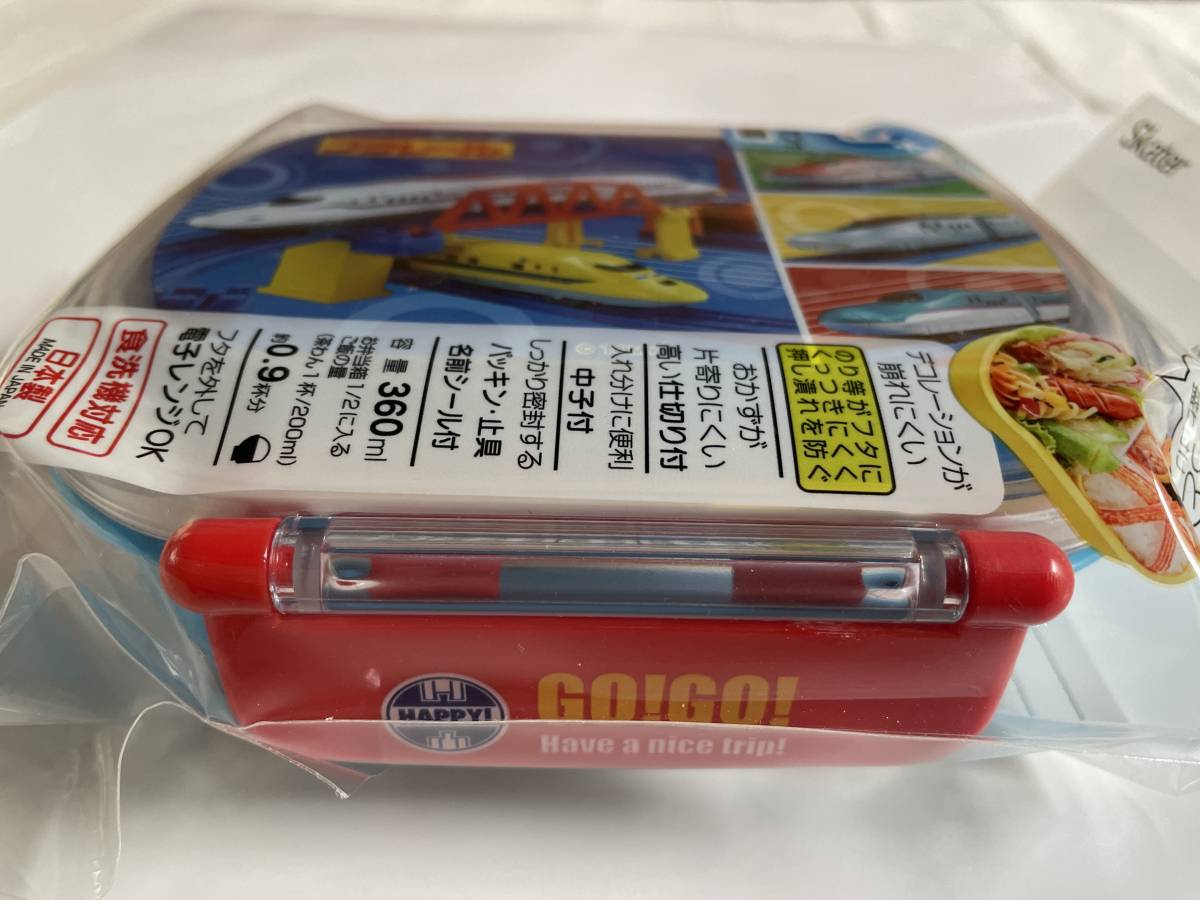 Skater
デコレーションが
崩れにくい
のり等がフタに
くっつきにくく
押し潰れを防ぐ
おかずが
片寄りにくい
高い仕切り付
入れ分けに便利
中子付
しっかり密封する
パッキン・止具
名前シール付
容量 360ml
お弁当箱1/2に入る
ご飯の量
(茶わん1杯/200ml)
約0.9杯分
フタを外して
電子レンジOK
食洗機対応
日本製
MADE IN JAPAN
HAPPY!
GO!GO!
Have a nice trip!